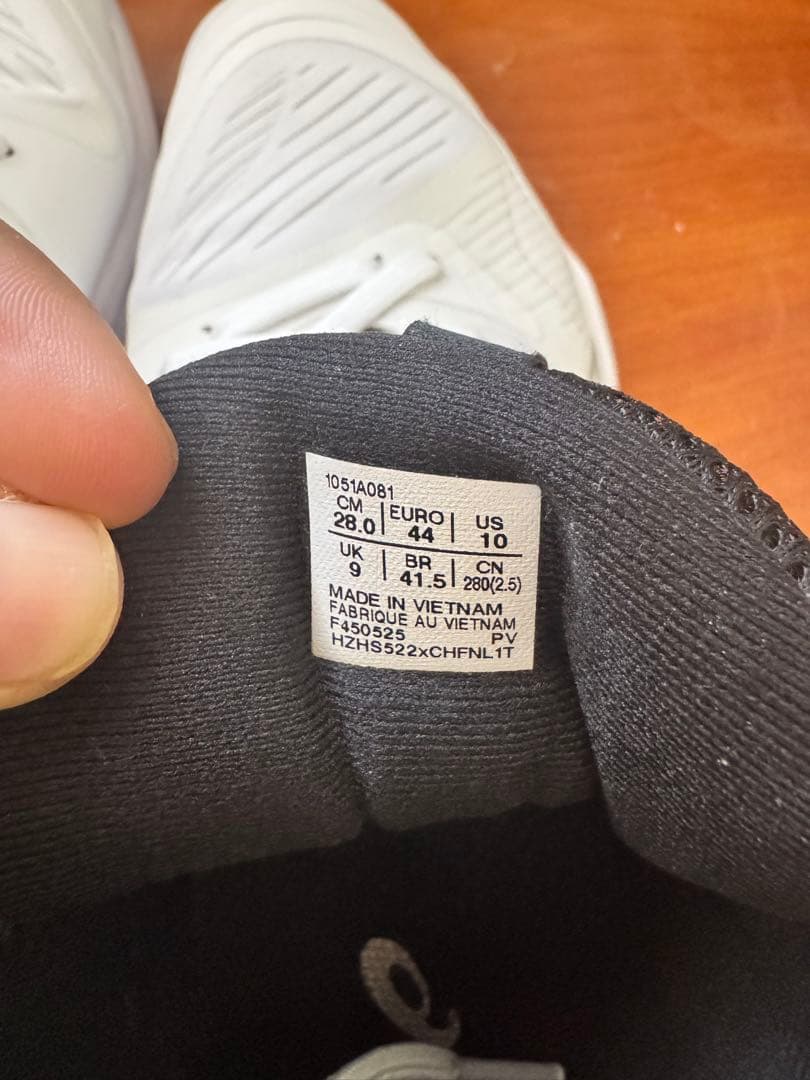 1051A081
CM EURO US
28.0 44 10
UK BR CN
9 41.5 280(2.5)
MADE IN VIETNAM
FABRIQUE AU VIETNAM
F450525 PV
HZHS522xCHFNL1T